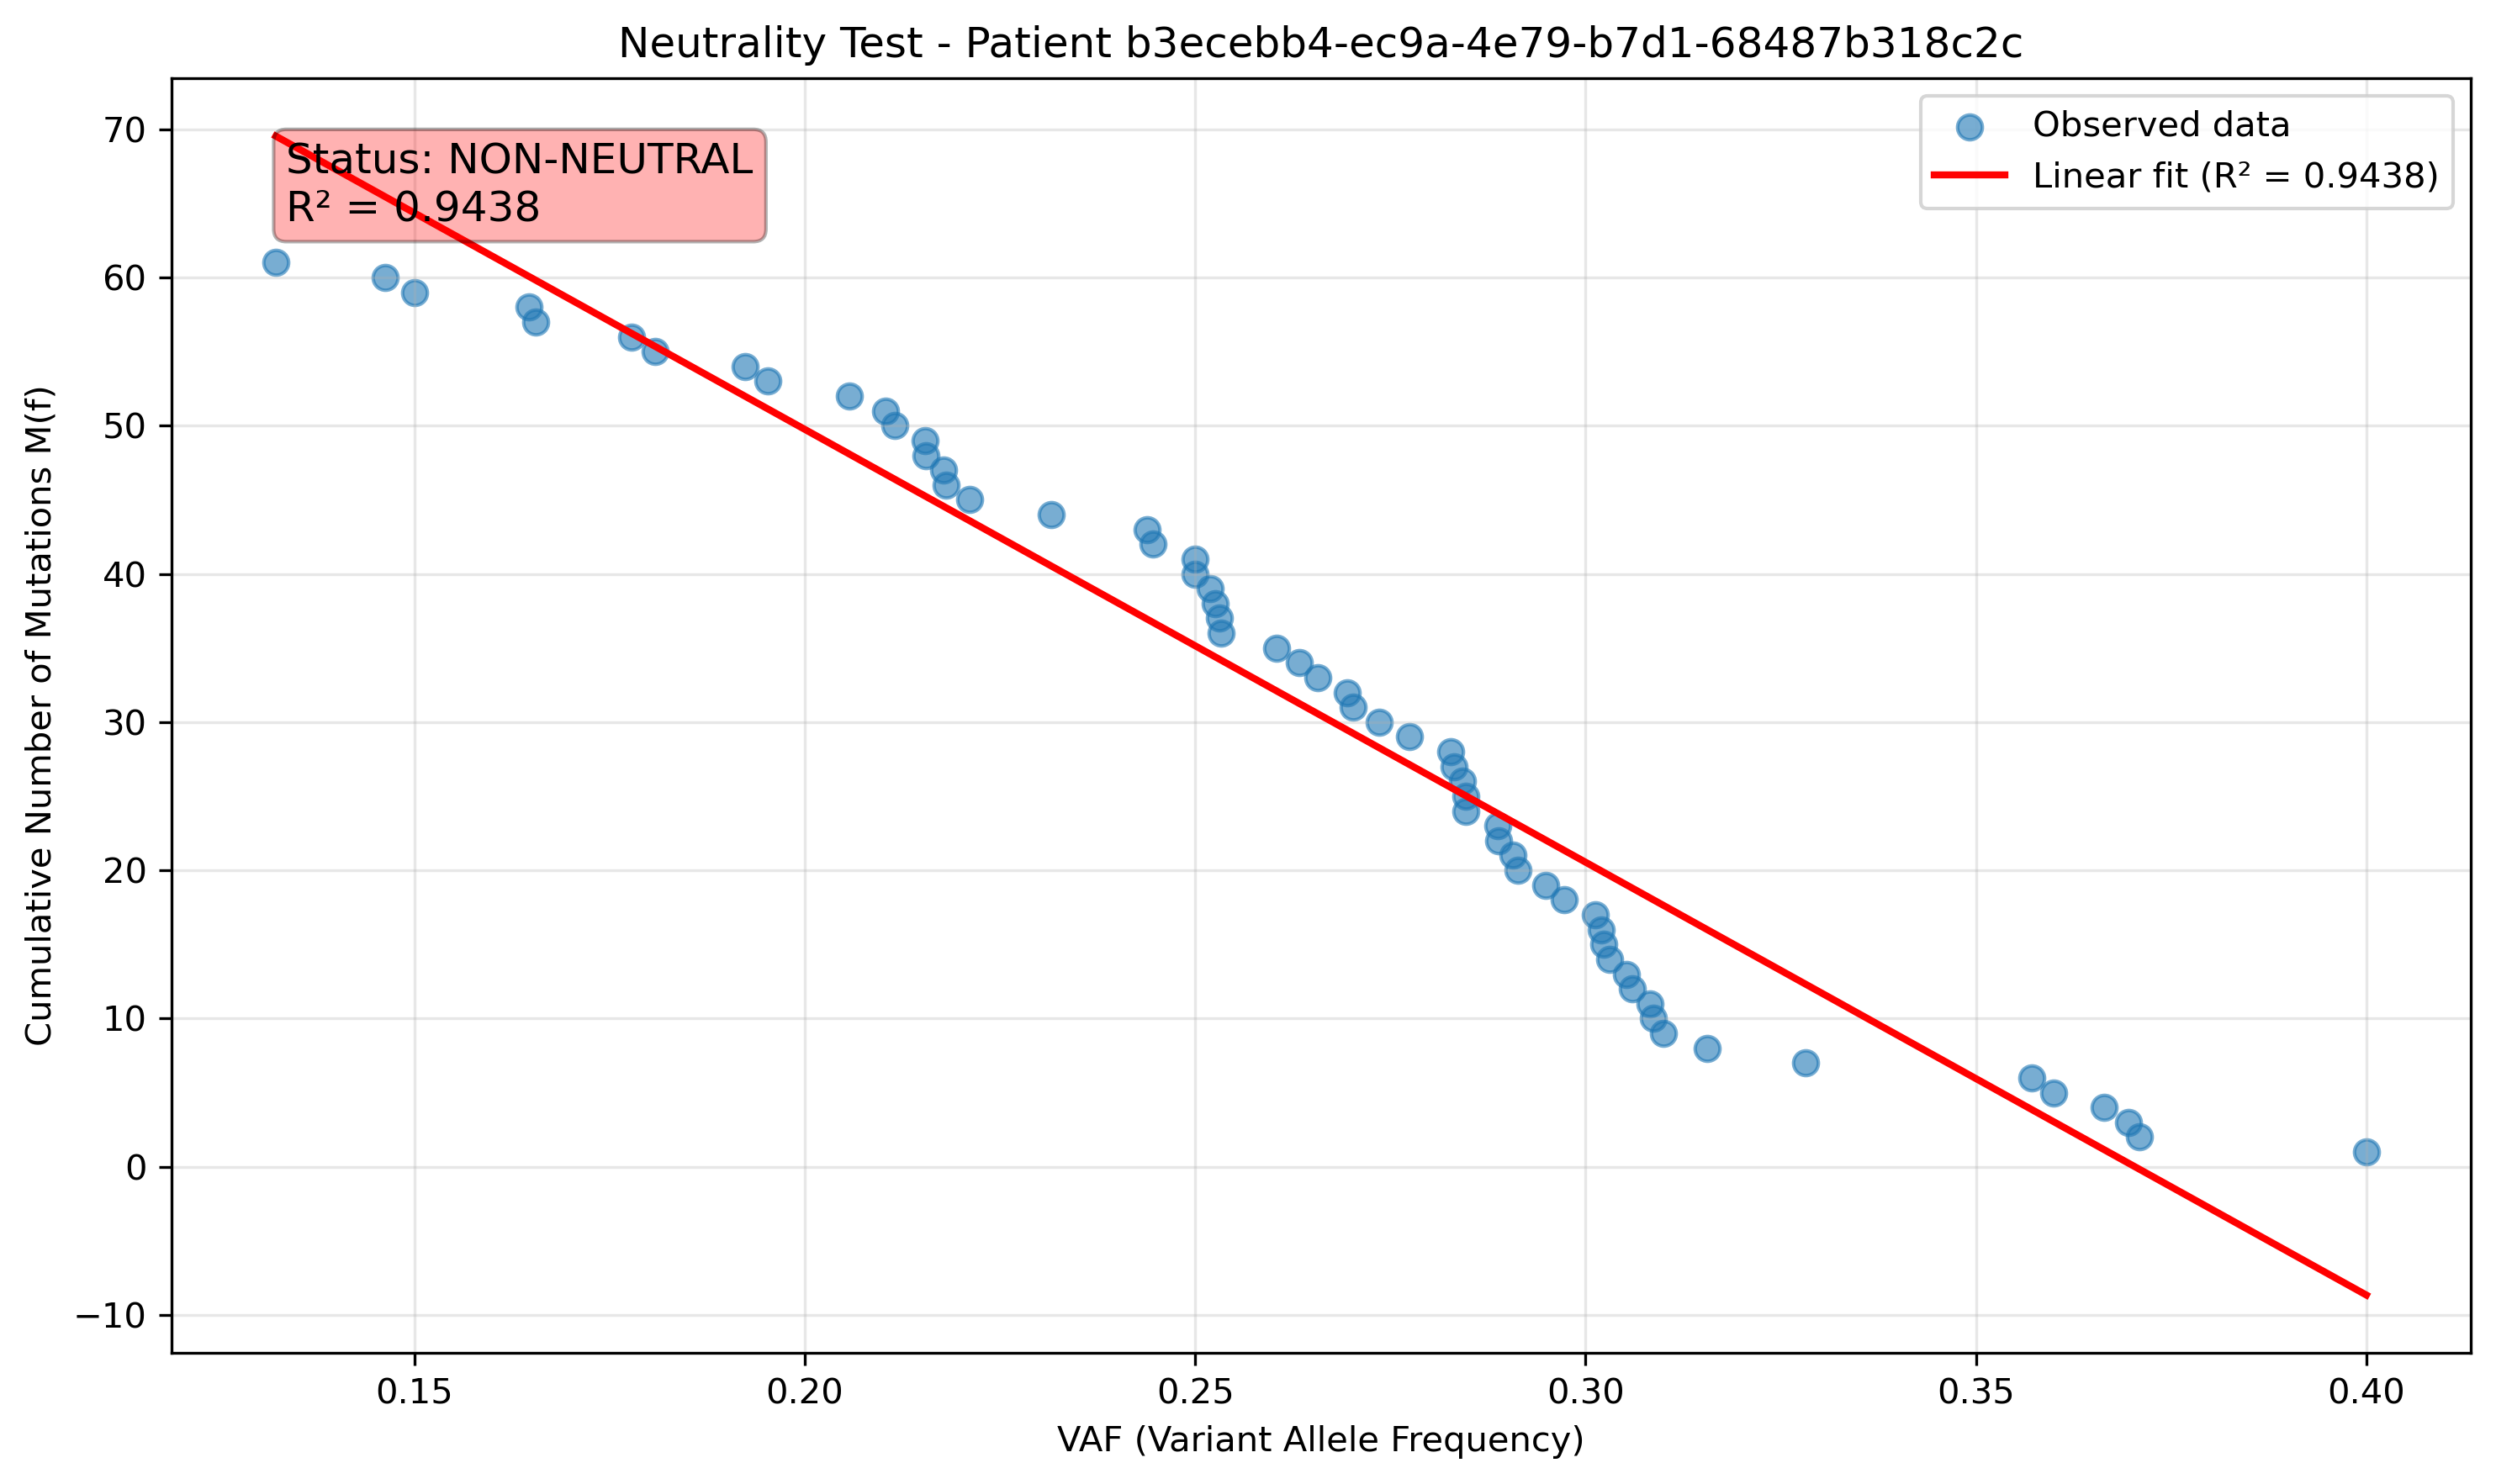 Neutrality Test - Patient b3ecebb4-ec9a-4e79-b7d1-68487b318c2c
Status: NON-NEUTRAL
R² = 0.9438
Observed data
Linear fit (R² = 0.9438)
Cumulative Number of Mutations M(f)
70
60
50
40
30
20
10
0
−10
0.15
0.20
0.25
0.30
0.35
0.40
VAF (Variant Allele Frequency)